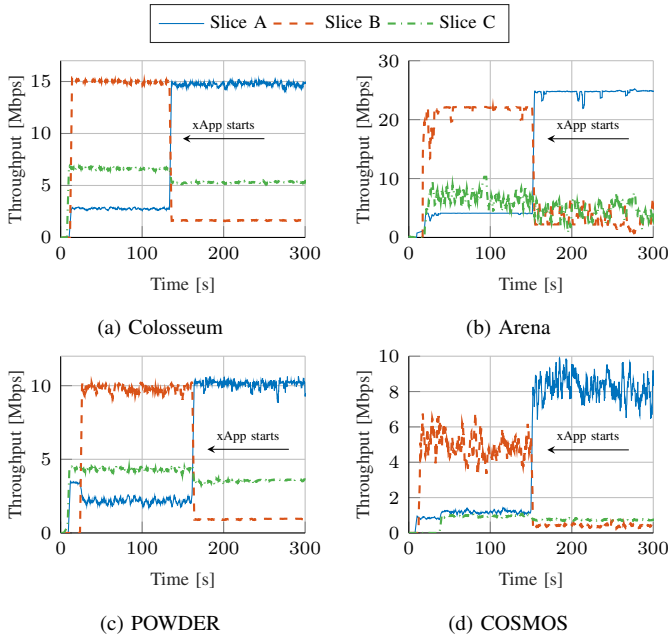 Slice A Slice B Slice C
Throughput [Mbps]
15
10
5
0
xApp starts
0 100 200 300
Time [s]
(a) Colosseum
Throughput [Mbps]
30
20
10
0
xApp starts
0 100 200 300
Time [s]
(b) Arena
Throughput [Mbps]
10
5
0
xApp starts
0 100 200 300
Time [s]
(c) POWDER
Throughput [Mbps]
10
8
6
4
2
0
xApp starts
0 100 200 300
Time [s]
(d) COSMOS